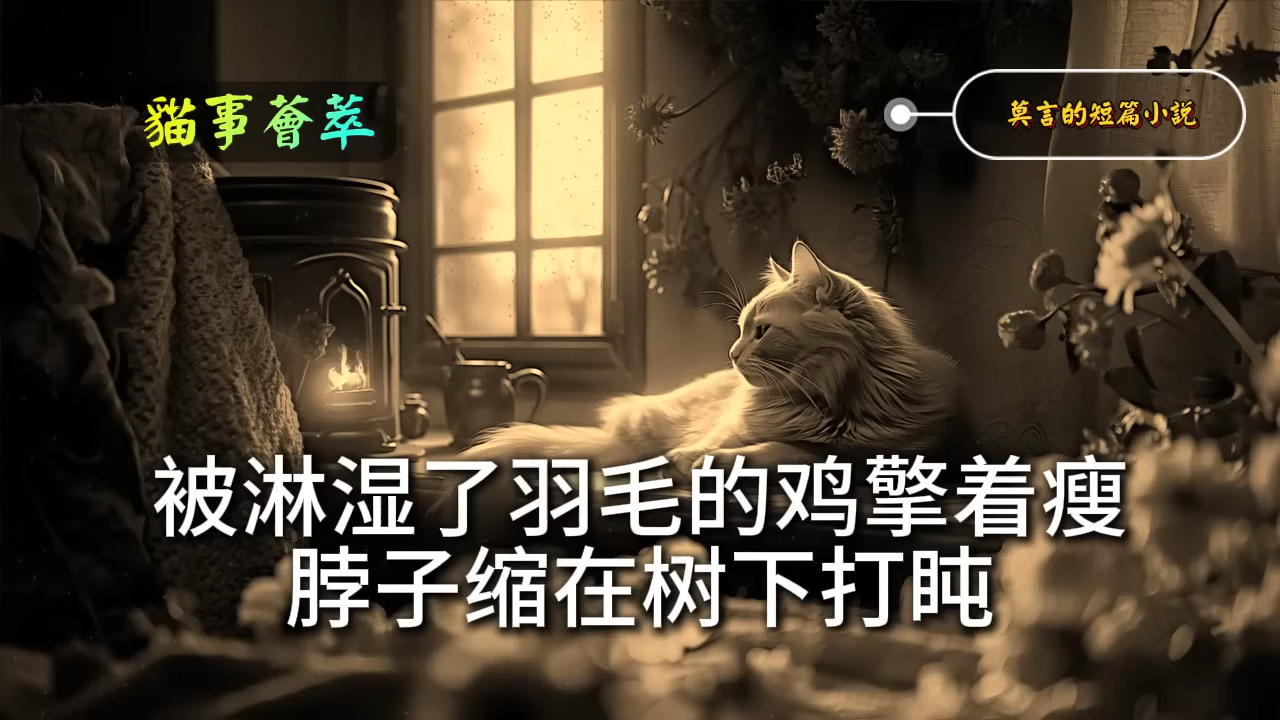 貓事薈萃
莫言的短篇小説
被淋湿了羽毛的鸡擎着瘦
脖子缩在树下打盹